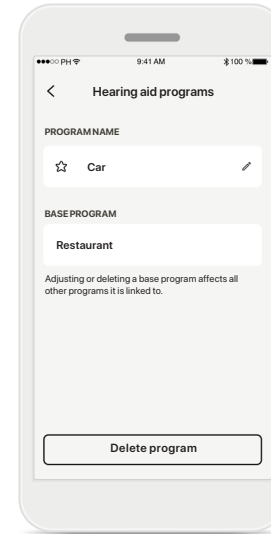 PH 9:41 AM 100 %
Hearing aid programs
PROGRAM NAME
Car
BASE PROGRAM
Restaurant
Adjusting or deleting a base program affects all
other programs it is linked to.
Delete program